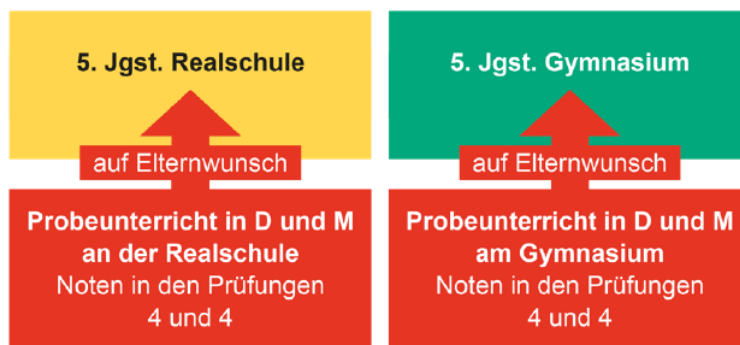 5. Jgst. Realschule
auf Elternwunsch
Probeunterricht in D und M
an der Realschule
Noten in den Prüfungen
4 und 4
5. Jgst. Gymnasium
auf Elternwunsch
Probeunterricht in D und M
am Gymnasium
Noten in den Prüfungen
4 und 4